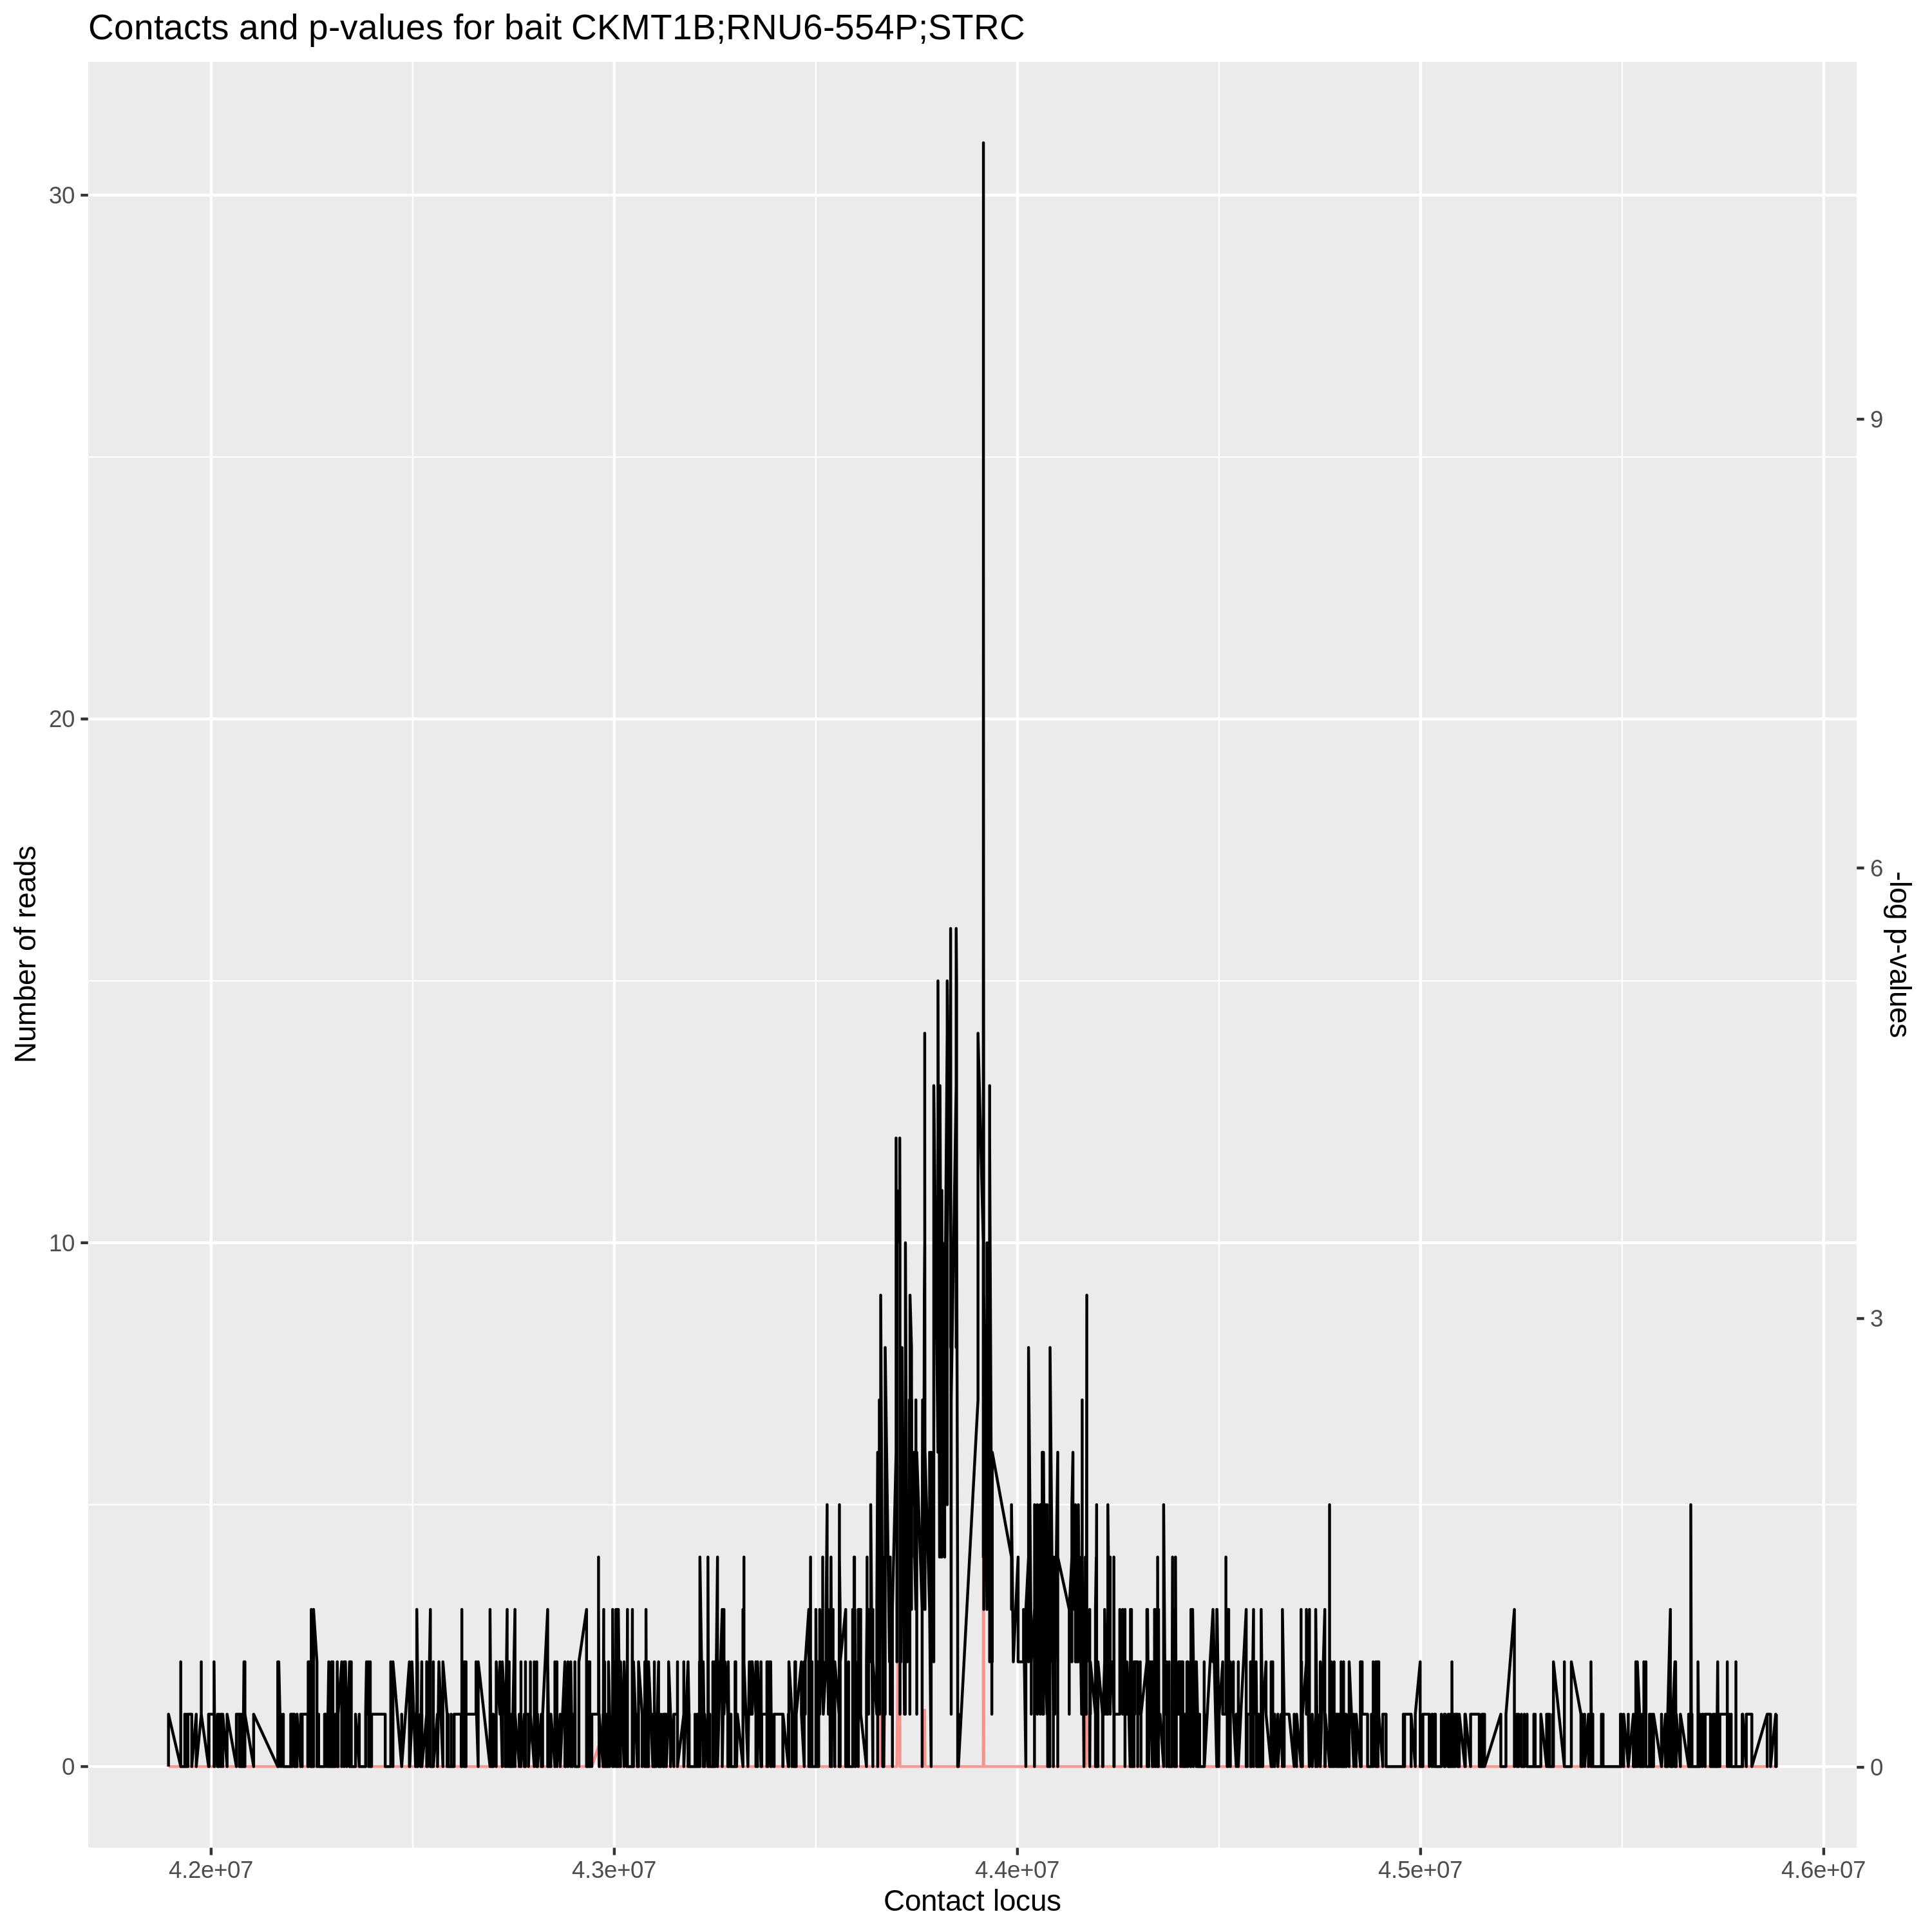 Contacts and p-values for bait CKMT1B;RNU6-554P;STRC
30
20
10
0
Number of reads
9
6
3
0
-log p-values
4.2e+07
4.3e+07
4.4e+07
4.5e+07
4.6e+07
Contact locus